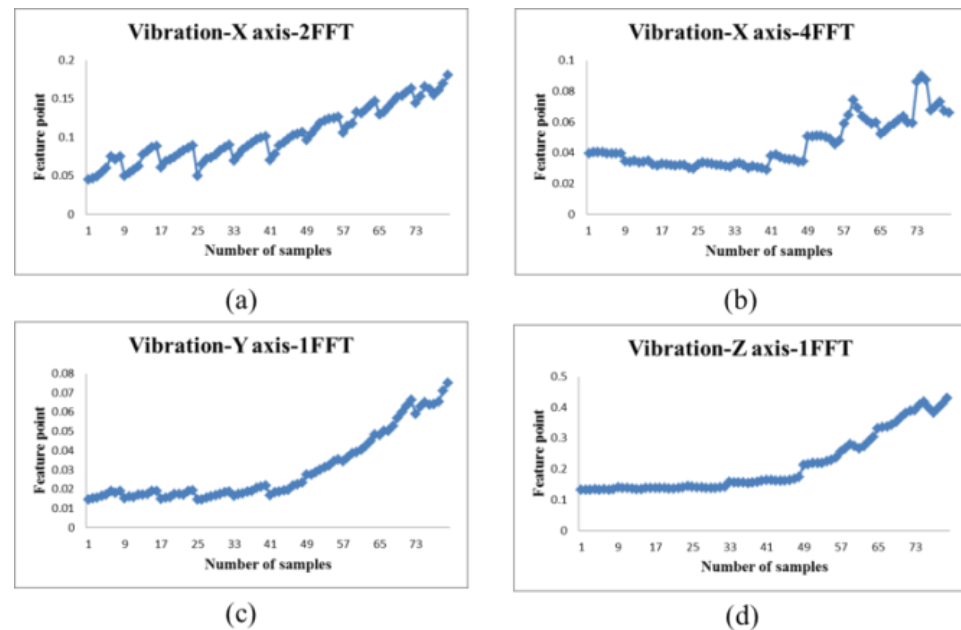 Vibration-X axis-2FFT
0.2
0.15
0.1
0.05
0
Feature point
1 9 17 25 33 41 49 57 65 73
Number of samples
(a)
Vibration-X axis-4FFT
0.1
0.08
0.06
0.04
0.02
0
Feature point
1 9 17 25 33 41 49 57 65 73
Number of samples
(b)
Vibration-Y axis-1FFT
0.08
0.07
0.06
0.05
0.04
0.03
0.02
0.01
0
Feature point
1 9 17 25 33 41 49 57 65 73
Number of samples
(c)
Vibration-Z axis-1FFT
0.5
0.4
0.3
0.2
0.1
0
Feature point
1 9 17 25 33 41 49 57 65 73
Number of samples
(d)